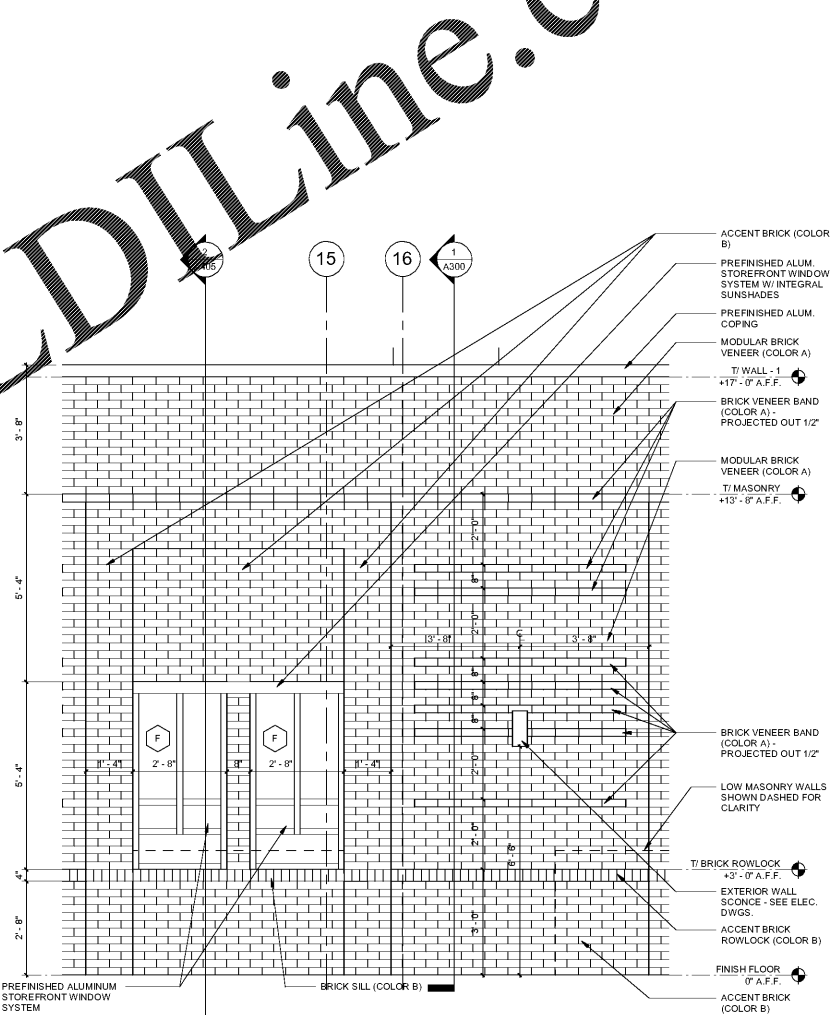 DILine.c
2
15
16
1
A300
ACCENT BRICK (COLOR
B)
PREFINISHED ALUM.
STOREFRONT WINDOW
SYSTEM W/ INTEGRAL
SUNSHADES
PREFINISHED ALUM.
COPING
MODULAR BRICK
VENEER (COLOR A)
T/ WALL - 1
+17' - 0" A.F.F.
BRICK VENEER BAND
(COLOR A) -
PROJECTED OUT 1/2"
3' - 8"
MODULAR BRICK
VENEER (COLOR A)
T/ MASONRY
+13' - 8" A.F.F.
2' - 0"
5' - 4"
8"
2' - 0"
3' - 8"
3' - 8"
8"
8"
8"
F
F
BRICK VENEER BAND
(COLOR A) -
PROJECTED OUT 1/2"
1' - 4"
2' - 8"
8"
2' - 8"
1' - 4"
2' - 0"
5' - 4"
LOW MASONRY WALLS
SHOWN DASHED FOR
CLARITY
2' - 0"
6' - 6"
T/ BRICK ROWLOCK
+3' - 0" A.F.F.
4"
EXTERIOR WALL
SCONCE - SEE ELEC.
DWGS.
2' - 8"
3' - 0"
ACCENT BRICK
ROWLOCK (COLOR B)
FINISH FLOOR
0" A.F.F.
PREFINISHED ALUMINUM
STOREFRONT WINDOW
SYSTEM
BRICK SILL (COLOR B)
ACCENT BRICK
(COLOR B)